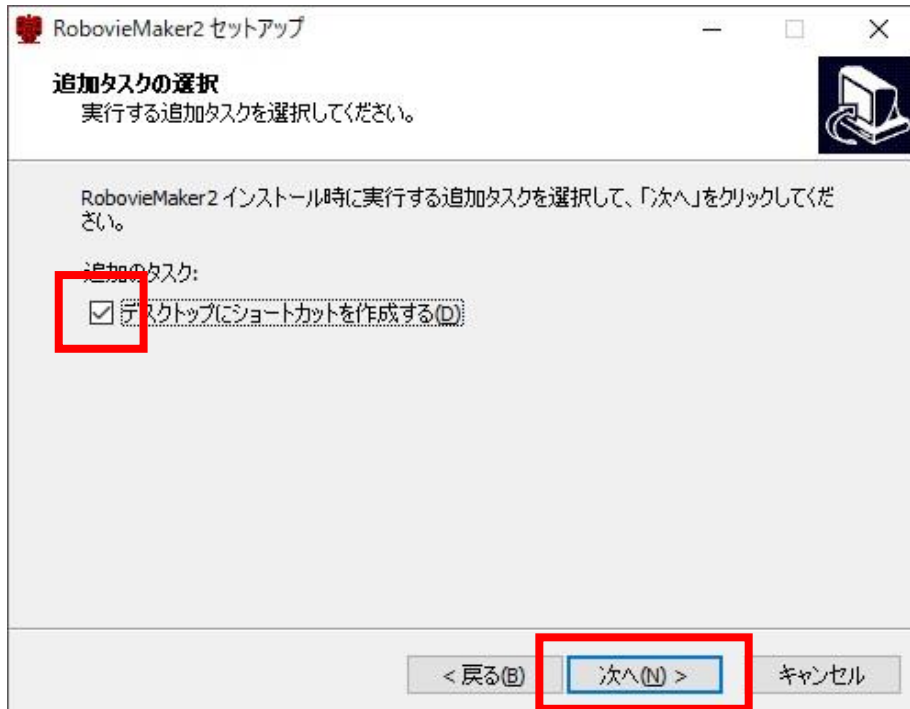 RobovieMaker2 セットアップ
追加タスクの選択
実行する追加タスクを選択してください。
RobovieMaker2 インストール時に実行する追加タスクを選択して、「次へ」をクリックしてくだ
さい。
追加のタスク:
デスクトップにショートカットを作成する(D)
< 戻る(B) 次へ(N) > キャンセル